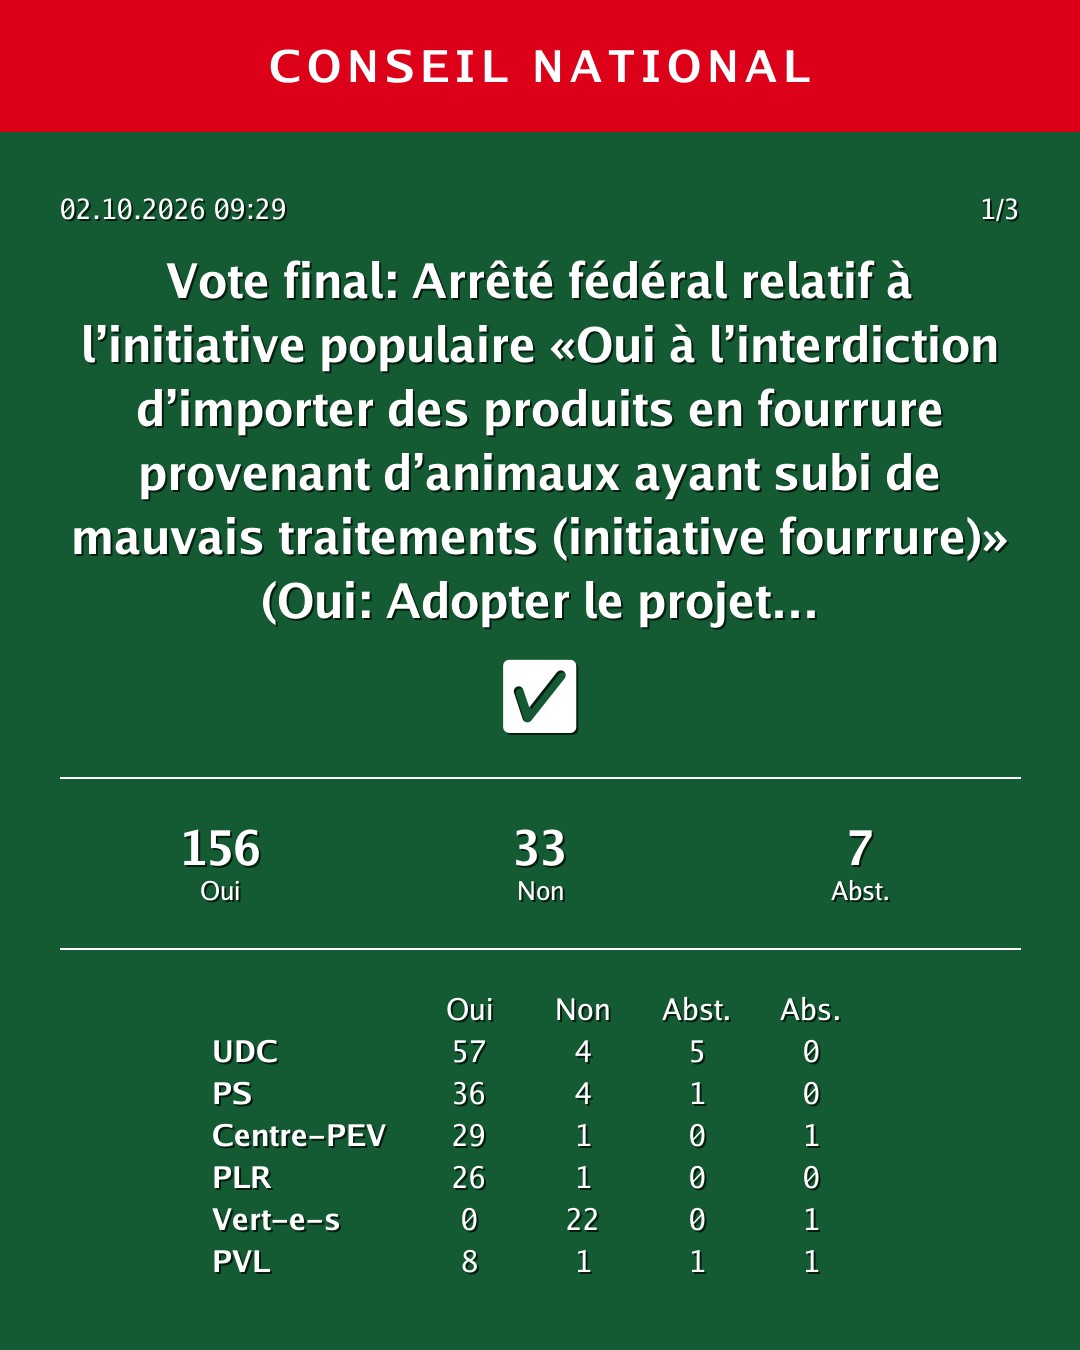 CONSEIL NATIONAL
02.10.2026 09:29 1/3
Vote final: Arrêté fédéral relatif à
l’initiative populaire «Oui à l’interdiction
d’importer des produits en fourrure
provenant d’animaux ayant subi de
mauvais traitements (initiative fourrure)»
(Oui: Adopter le projet...
156 33 7
Oui Non Abst.
Oui Non Abst. Abs.
UDC 57 4 5 0
PS 36 4 1 0
Centre-PEV 29 1 0 1
PLR 26 1 0 0
Vert-e-s 0 22 0 1
PVL 8 1 1 1